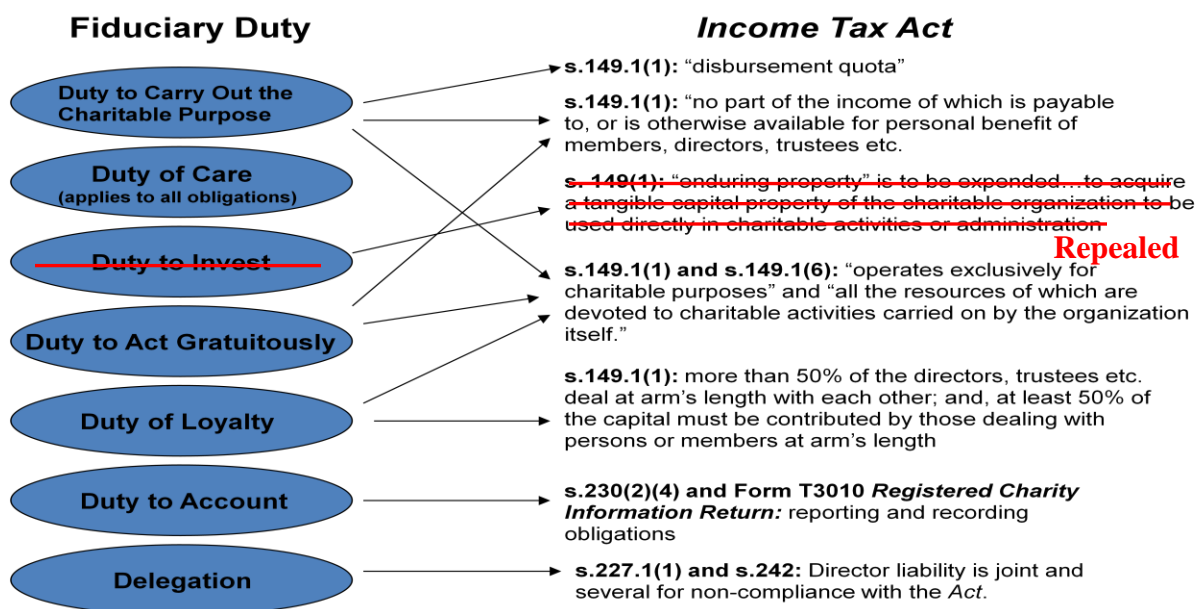 Fiduciary Duty
Duty to Carry Out the
Charitable Purpose
Duty of Care
(applies to all obligations)
Duty to Invest
Duty to Act Gratuitously
Duty of Loyalty
Duty to Account
Delegation
Income Tax Act
s.149.1(1): “disbursement quota”
s.149.1(1): “no part of the income of which is payable
to, or is otherwise available for personal benefit of
members, directors, trustees etc.
s. 149(1): “enduring property” is to be expended…to acquire
a tangible capital property of the charitable organization to be
used directly in charitable activities or administration
Repealed
s.149.1(1) and s.149.1(6): “operates exclusively for
charitable purposes” and “all the resources of which are
devoted to charitable activities carried on by the organization
itself.”
s.149.1(1): more than 50% of the directors, trustees etc.
deal at arm’s length with each other; and, at least 50% of
the capital must be contributed by those dealing with
persons or members at arm’s length
s.230(2)(4) and Form T3010 Registered Charity
Information Return: reporting and recording
obligations
s.227.1(1) and s.242: Director liability is joint and
several for non-compliance with the Act.